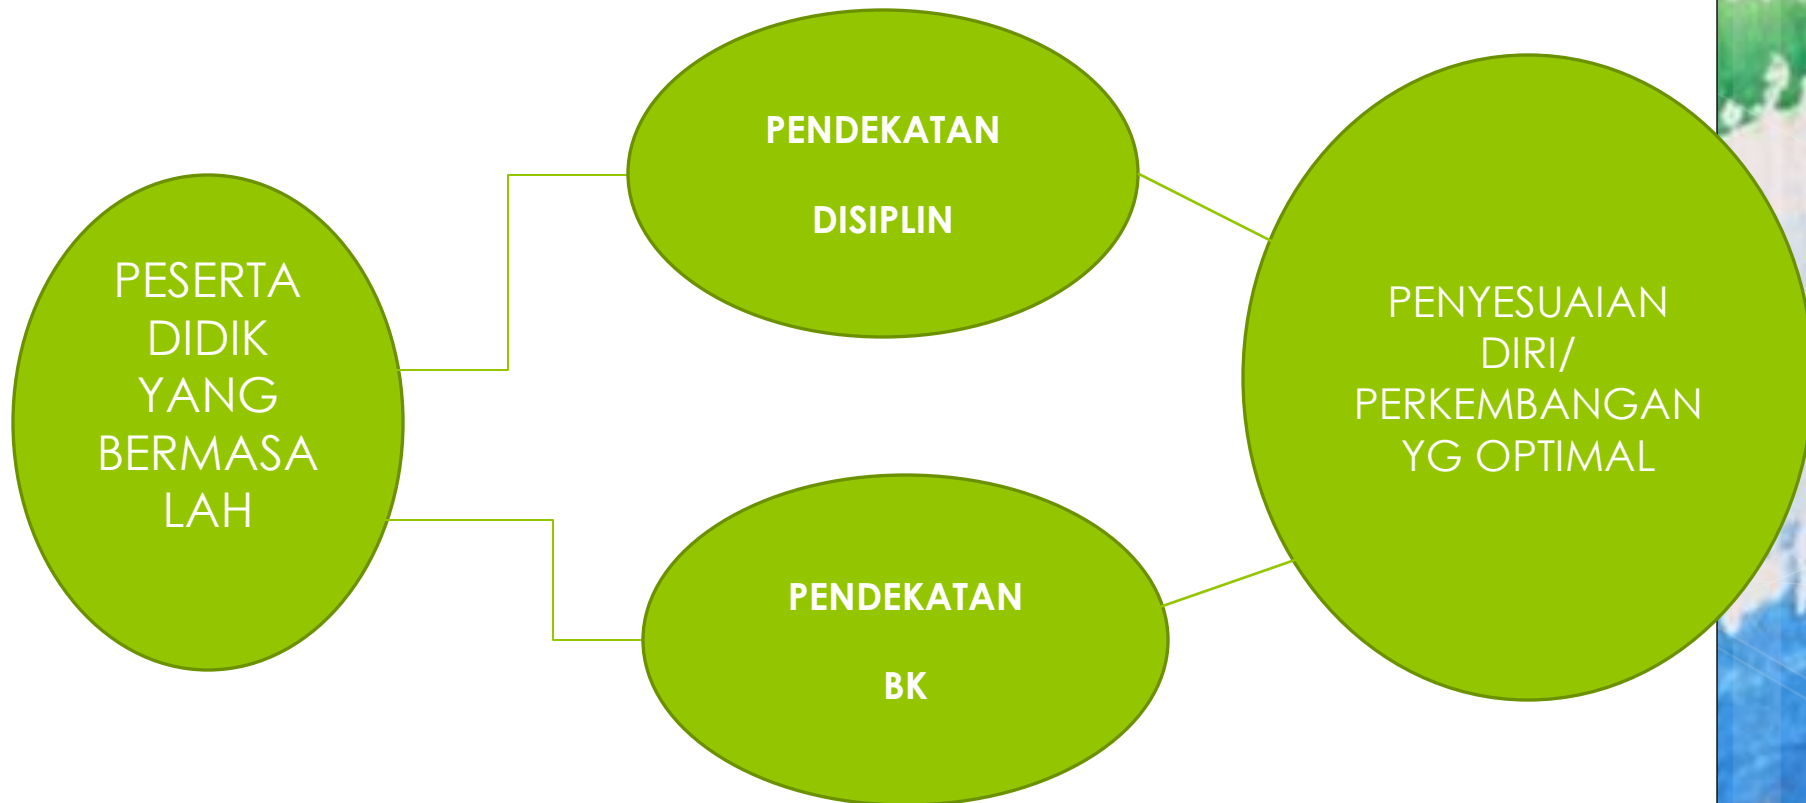 PESERTA
DIDIK
YANG
BERMASA
LAH
PENDEKATAN
DISIPLIN
PENDEKATAN
BK
PENYESUAIAN
DIRI/
PERKEMBANGAN
YG OPTIMAL